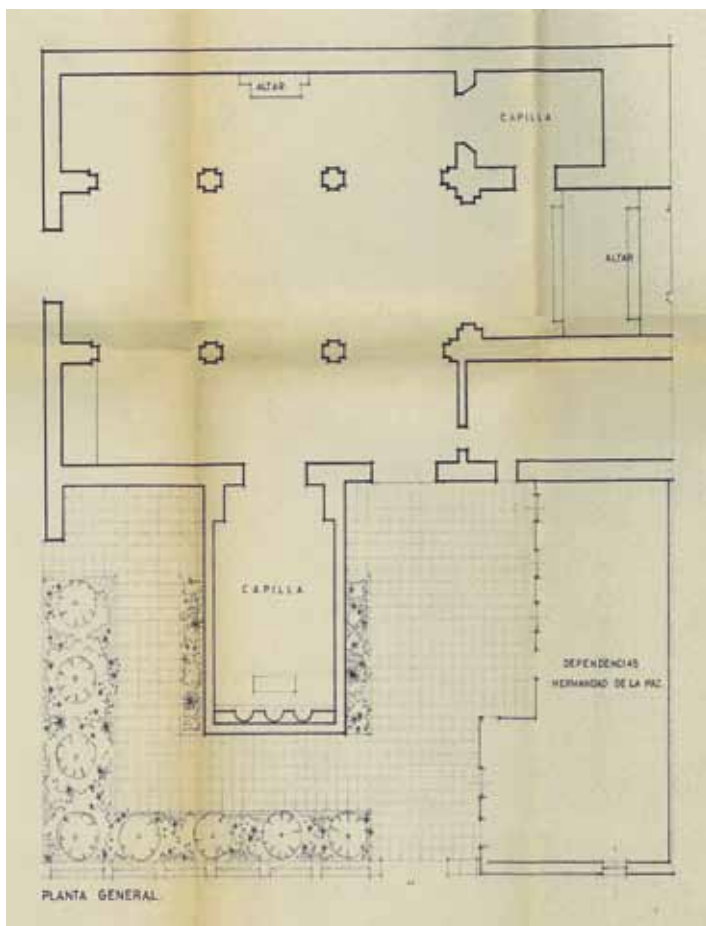 ALTAR
CAPILLA
ALTAR
CAPILLA
DEPENDENCIAS
HERMANDAD DE LA PAZ
PLANTA GENERAL